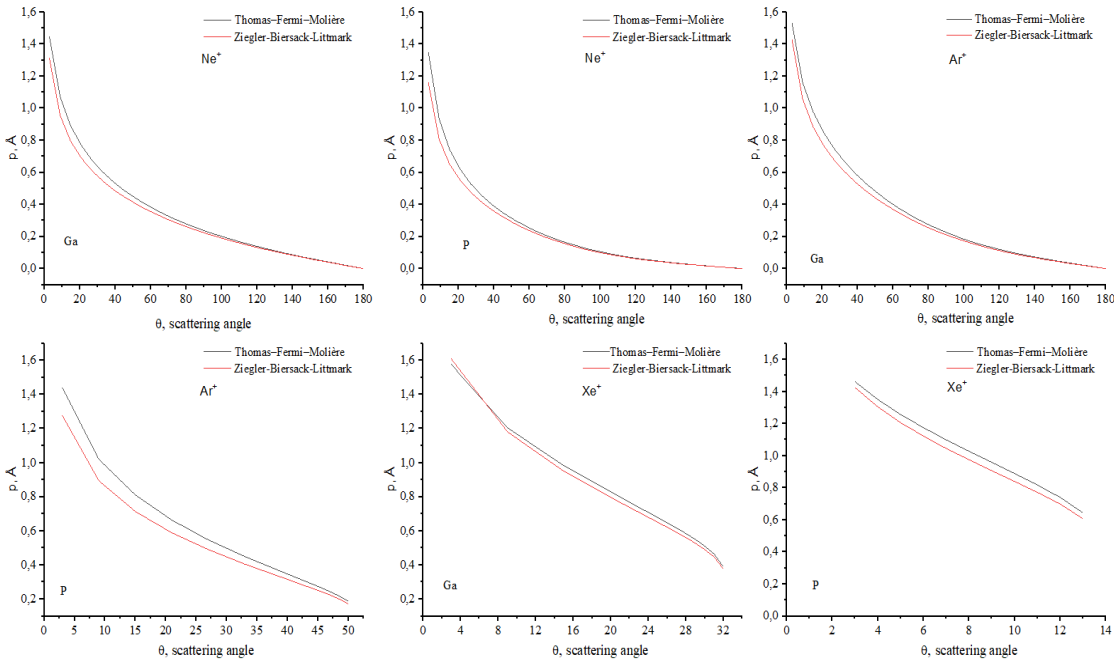 Thomas–Fermi–Molière
Ziegler-Biersack-Littmark
Ne+
Ga
p, Å
1,6
1,4
1,2
1,0
0,8
0,6
0,4
0,2
0,0
0 20 40 60 80 100 120 140 160 180
θ, scattering angle
Thomas–Fermi–Molière
Ziegler-Biersack-Littmark
Ne+
P
p, Å
1,6
1,4
1,2
1,0
0,8
0,6
0,4
0,2
0,0
0 20 40 60 80 100 120 140 160 180
θ, scattering angle
Thomas–Fermi–Molière
Ziegler-Biersack-Littmark
Ar+
Ga
p, Å
1,6
1,4
1,2
1,0
0,8
0,6
0,4
0,2
0,0
0 20 40 60 80 100 120 140 160 180
θ, scattering angle
Thomas–Fermi–Molière
Ziegler-Biersack-Littmark
Ar+
P
p, Å
1,6
1,4
1,2
1,0
0,8
0,6
0,4
0,2
0 5 10 15 20 25 30 35 40 45 50
θ, scattering angle
Thomas–Fermi–Molière
Ziegler-Biersack-Littmark
Xe+
Ga
p, Å
1,6
1,4
1,2
1,0
0,8
0,6
0,4
0,2
0 4 8 12 16 20 24 28 32
θ, scattering angle
Thomas–Fermi–Molière
Ziegler-Biersack-Littmark
Xe+
P
p, Å
1,6
1,4
1,2
1,0
0,8
0,6
0,4
0,2
0,0
0 2 4 6 8 10 12 14
θ, scattering angle